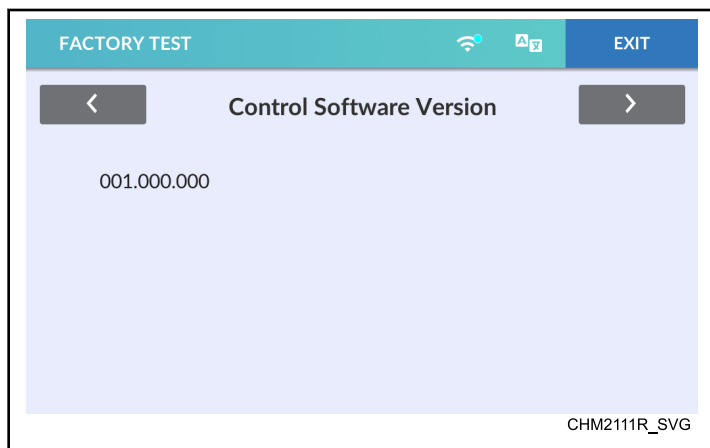 FACTORY TEST EXIT
Control Software Version
001.000.000
CHM2111R_SVG